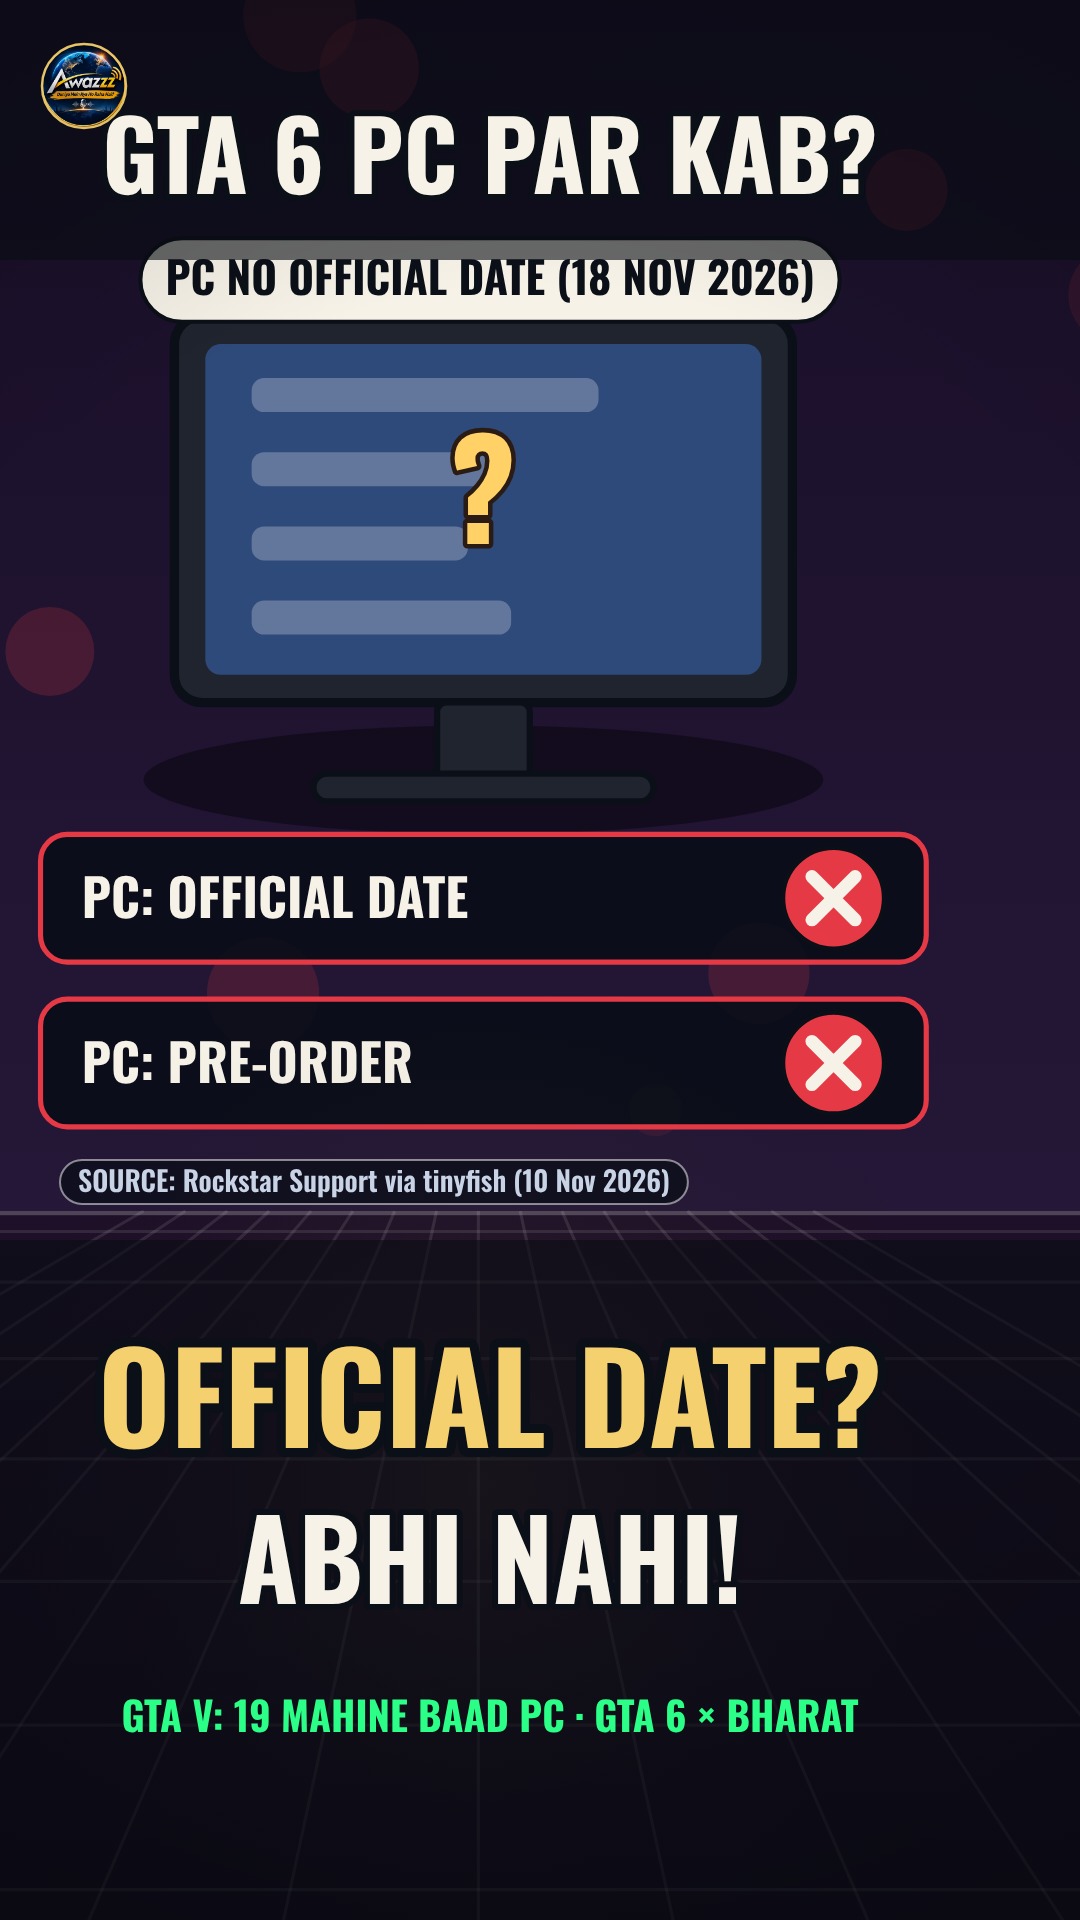 Awazzz
GTA 6 PC PAR KAB?
PC NO OFFICIAL DATE (18 NOV 2026)
?
PC: OFFICIAL DATE
PC: PRE-ORDER
SOURCE: Rockstar Support via tinyfish (10 Nov 2026)
OFFICIAL DATE?
ABHI NAHI!
GTA V: 19 MAHINE BAAD PC · GTA 6 × BHARAT